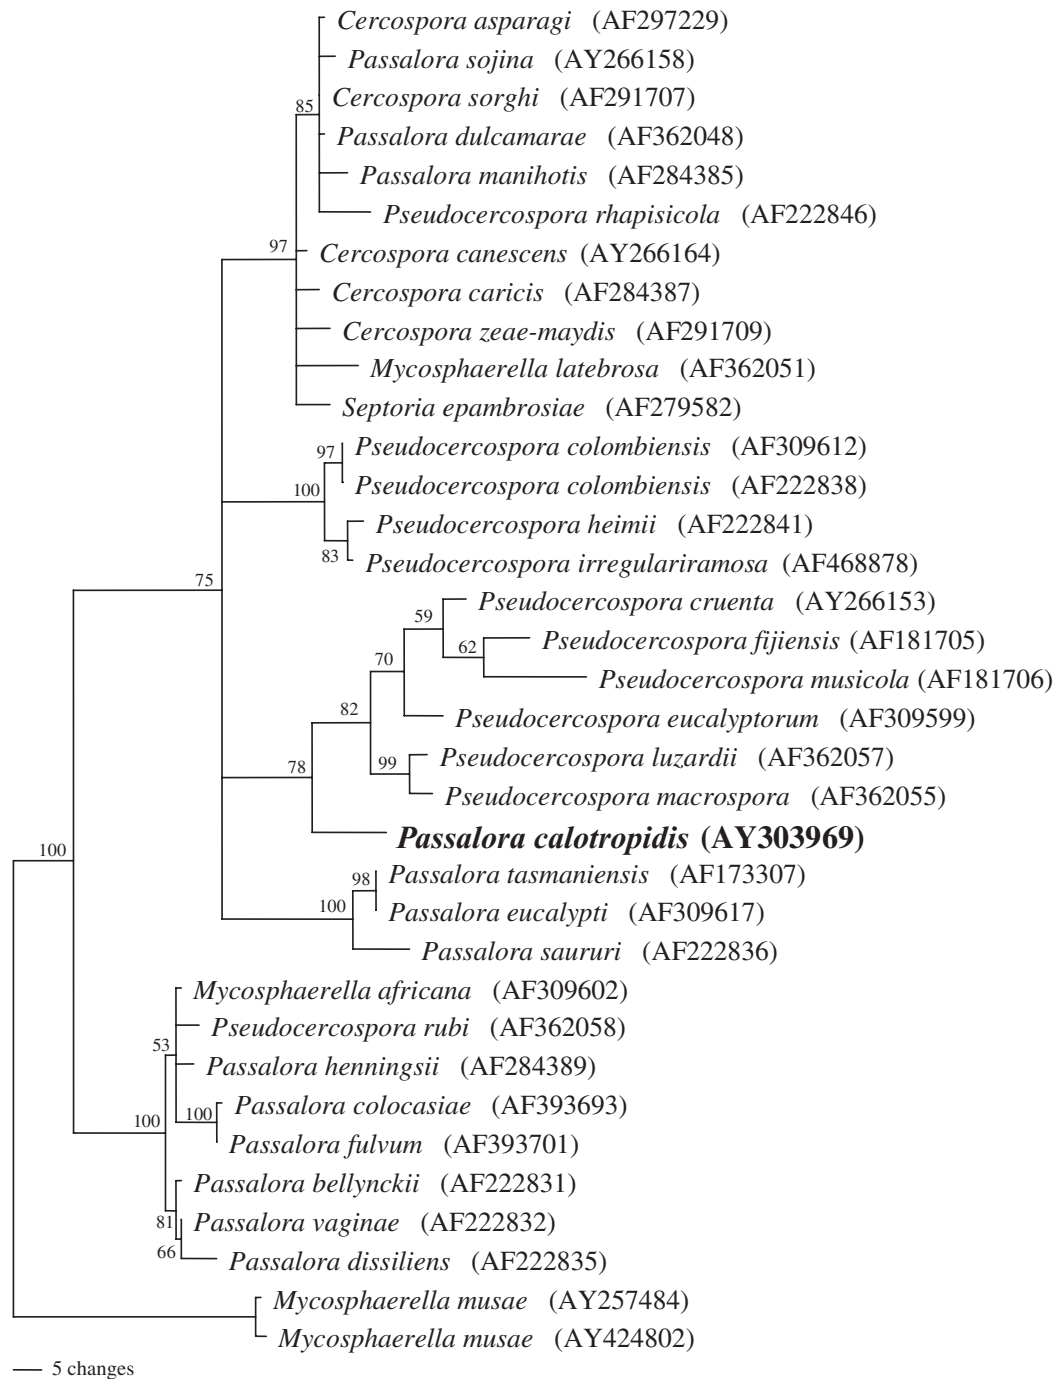 Cercospora asparagi (AF297229)
Passalora sojina (AY266158)
Cercospora sorghi (AF291707)
85
Passalora dulcamarae (AF362048)
Passalora manihotis (AF284385)
Pseudocercospora rhapisicola (AF222846)
97
Cercospora canescens (AY266164)
Cercospora caricis (AF284387)
Cercospora zeae-maydis (AF291709)
Mycosphaerella latebrosa (AF362051)
Septoria epambrosiae (AF279582)
Pseudocercospora colombiensis (AF309612)
97
Pseudocercospora colombiensis (AF222838)
100
Pseudocercospora heimii (AF222841)
83
Pseudocercospora irregulariramosa (AF468878)
75
Pseudocercospora cruenta (AY266153)
59
Pseudocercospora fijiensis (AF181705)
62
70
Pseudocercospora musicola (AF181706)
82
Pseudocercospora eucalyptorum (AF309599)
Pseudocercospora luzardii (AF362057)
99
78
Pseudocercospora macrospora (AF362055)
Passalora calotropidis (AY303969)
100
Passalora tasmaniensis (AF173307)
98
100
Passalora eucalypti (AF309617)
Passalora saururi (AF222836)
Mycosphaerella africana (AF309602)
Pseudocercospora rubi (AF362058)
53
Passalora henningsii (AF284389)
Passalora colocasiae (AF393693)
100
100
Passalora fulvum (AF393701)
Passalora bellynckii (AF222831)
81
Passalora vaginae (AF222832)
66
Passalora dissiliens (AF222835)
Mycosphaerella musae (AY257484)
Mycosphaerella musae (AY424802)
5 changes